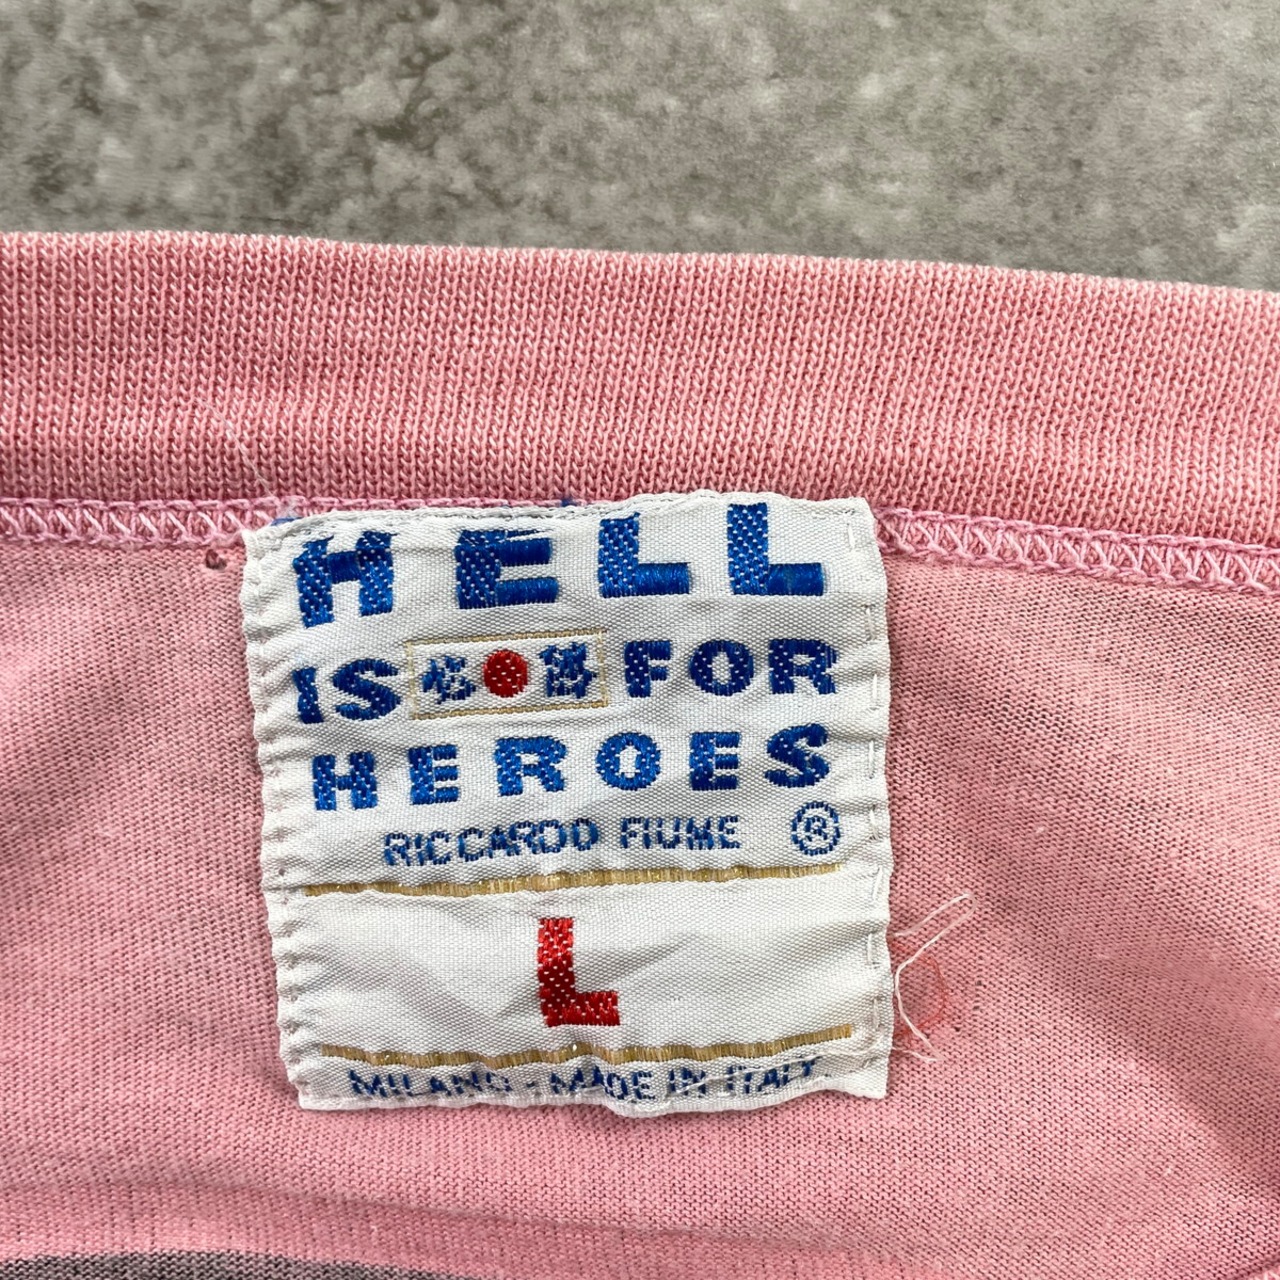 HELL
IS 必勝 FOR
HEROES
RICCARDO FIUME ®
L
MILANO - MADE IN ITALY